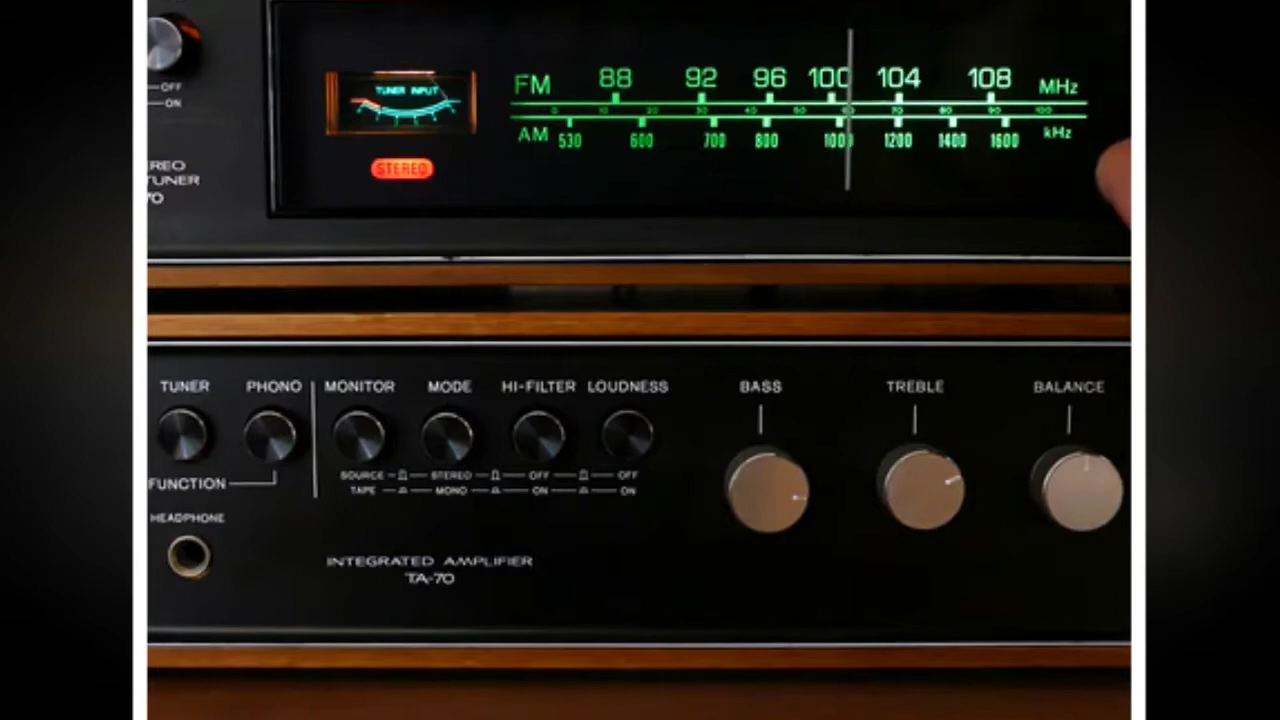 OFF
ON
TUNER INPUT
STEREO
FM 88 92 96 100 104 108 MHz
0 10 20 30 40 50 60 70 80 90 100
AM 530 600 700 800 1000 1200 1400 1600 kHz
EREO
TUNER
70
TUNER PHONO MONITOR MODE HI-FILTER LOUDNESS BASS TREBLE BALANCE
SOURCE STEREO OFF OFF
TAPE MONO ON ON
FUNCTION
HEADPHONE
INTEGRATED AMPLIFIER
TA-70